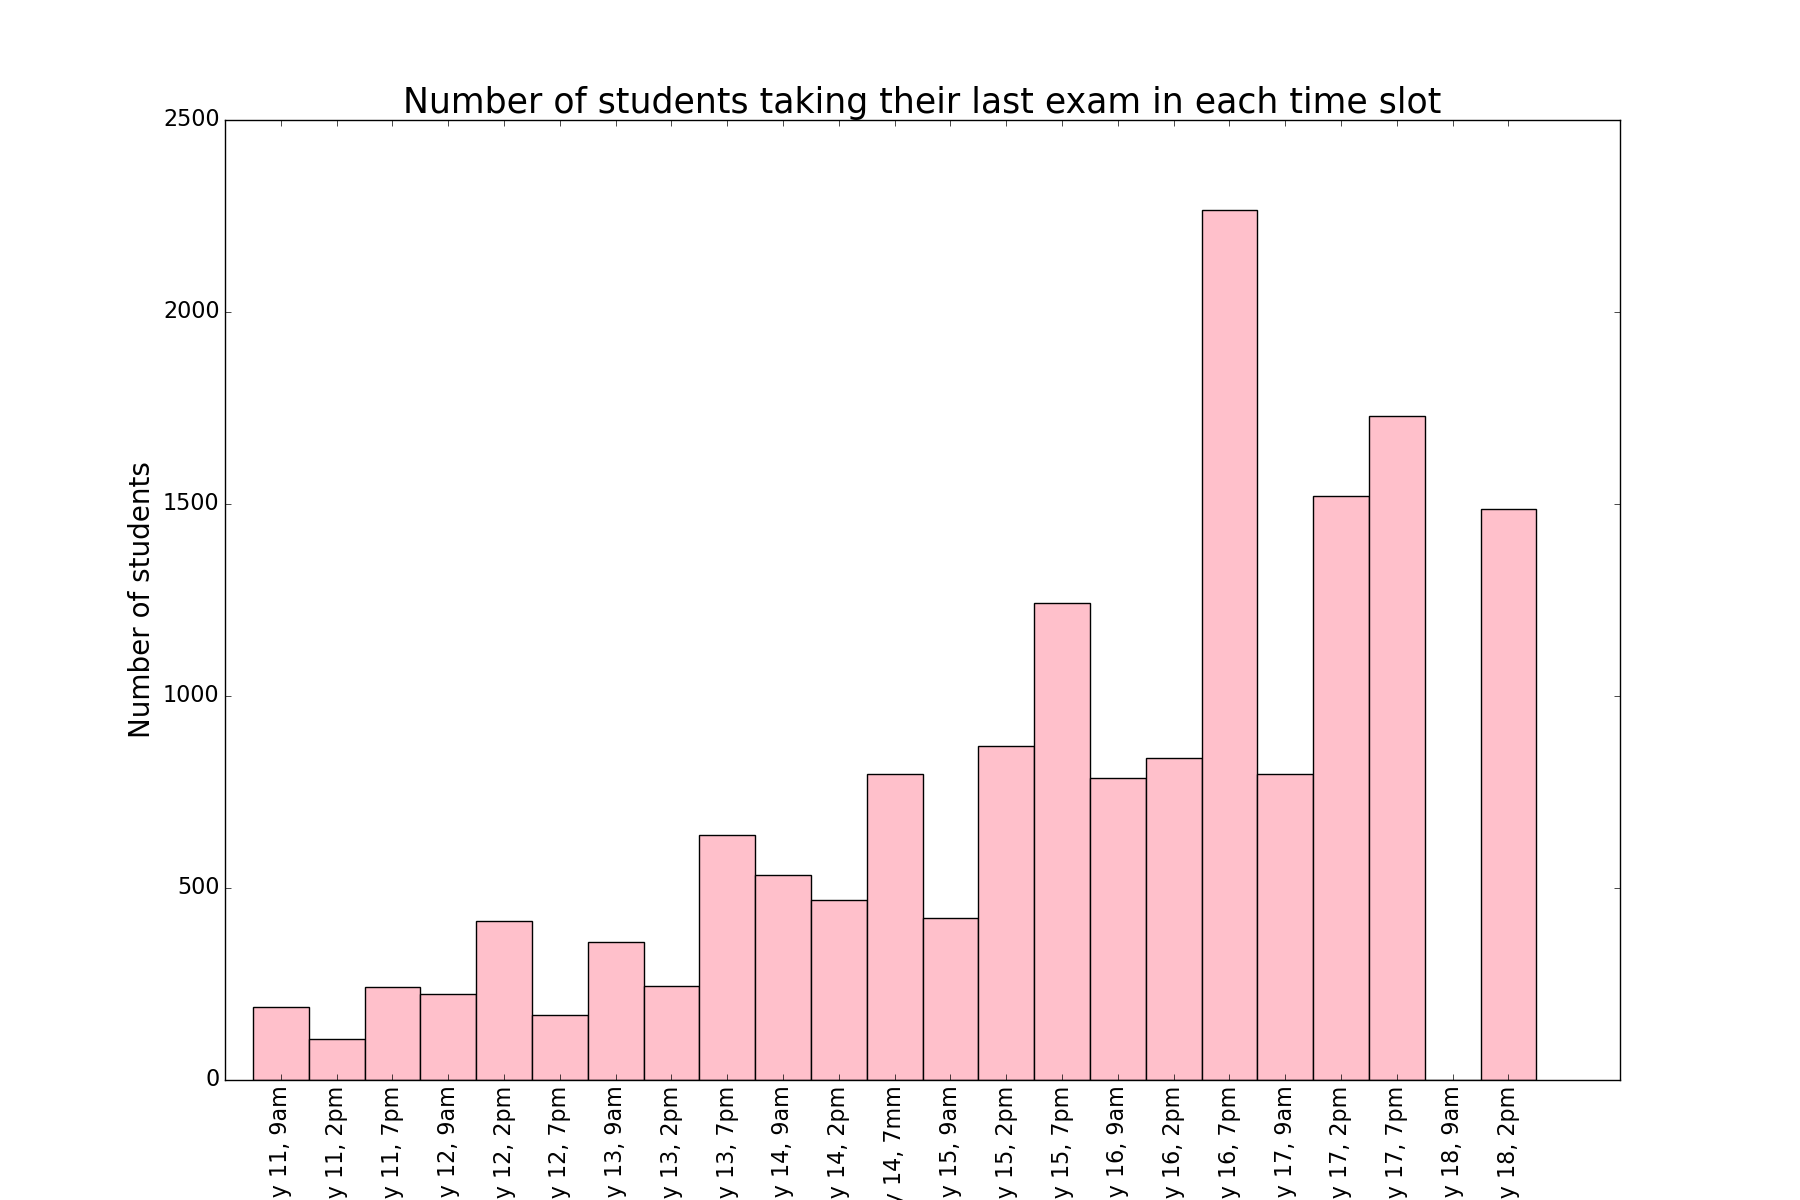 Number of students taking their last exam in each time slot
Number of students
2500
2000
1500
1000
500
0
y 11, 9am
y 11, 2pm
y 11, 7pm
y 12, 9am
y 12, 2pm
y 12, 7pm
y 13, 9am
y 13, 2pm
y 13, 7pm
y 14, 9am
y 14, 2pm
y 14, 7mm
y 15, 9am
y 15, 2pm
y 15, 7pm
y 16, 9am
y 16, 2pm
y 16, 7pm
y 17, 9am
y 17, 2pm
y 17, 7pm
y 18, 9am
y 18, 2pm